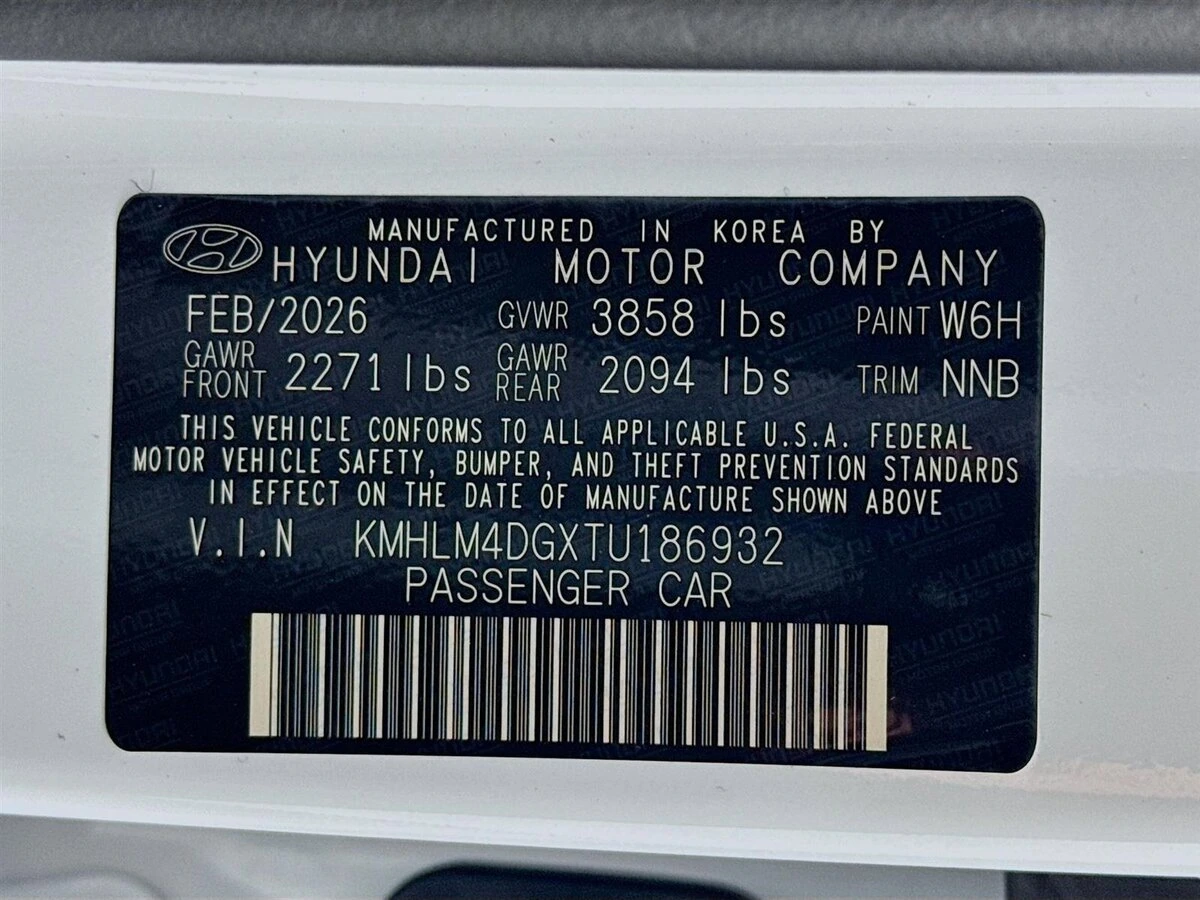 MANUFACTURED IN KOREA BY
HYUNDAI MOTOR COMPANY
FEB/2026 GVWR 3858 lbs PAINT W6H
GAWR FRONT 2271 lbs GAWR REAR 2094 lbs TRIM NNB
THIS VEHICLE CONFORMS TO ALL APPLICABLE U.S.A. FEDERAL
MOTOR VEHICLE SAFETY, BUMPER, AND THEFT PREVENTION STANDARDS
IN EFFECT ON THE DATE OF MANUFACTURE SHOWN ABOVE
V.I.N KMHLM4DGXTU186932
PASSENGER CAR